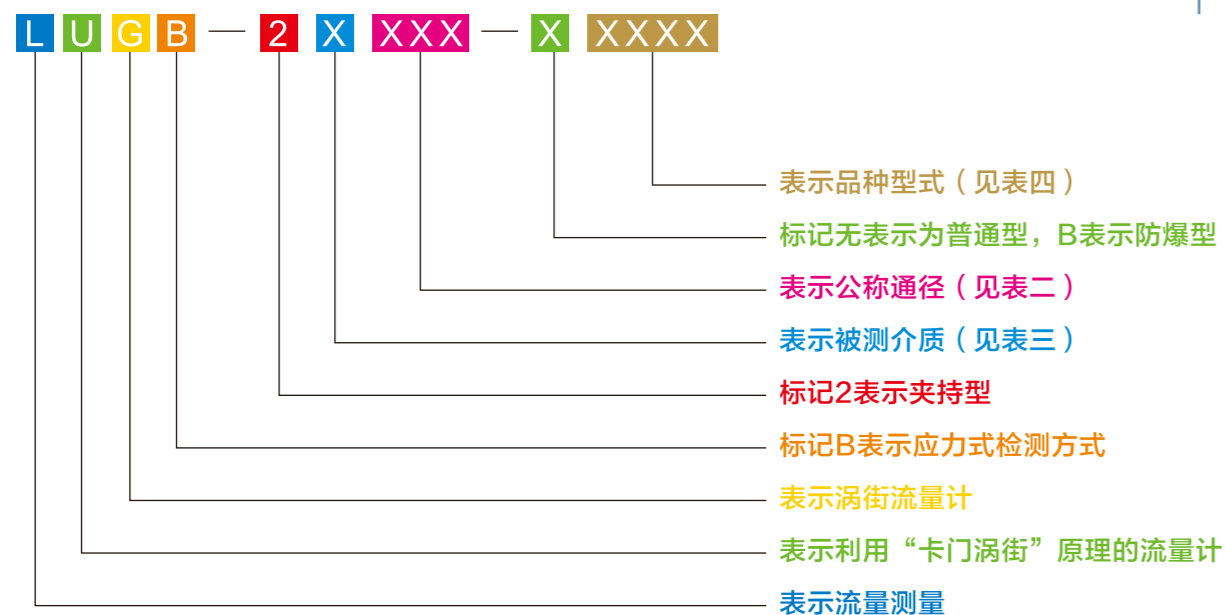 LUGB — 2 X XXX — X XXXX
表示品种型式（见表四）
标记无表示为普通型，B表示防爆型
表示公称通径（见表二）
表示被测介质（见表三）
标记2表示夹持型
标记B表示应力式检测方式
表示涡街流量计
表示利用“卡门涡街”原理的流量计
表示流量测量